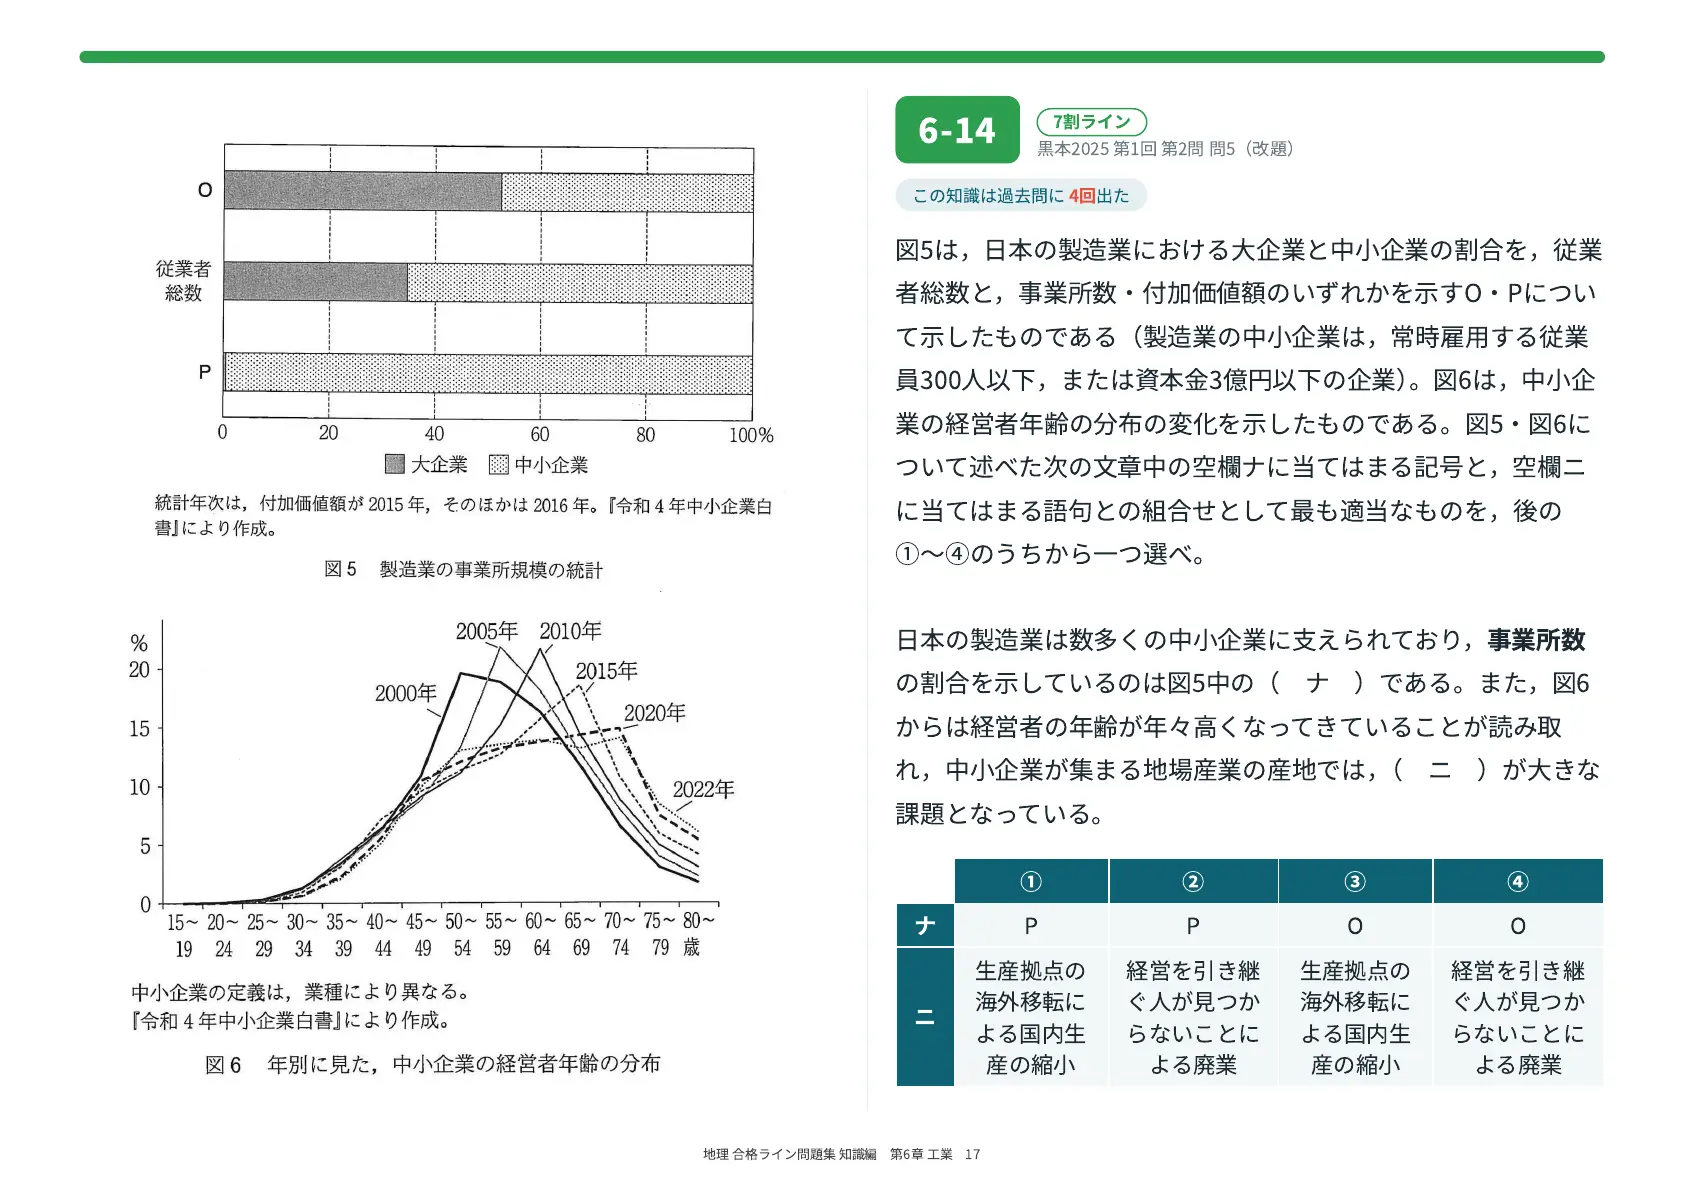 O
従業者
総数
P
0 20 40 60 80 100%
大企業 中小企業
統計年次は，付加価値額が 2015 年，そのほかは 2016 年。『令和 4 年中小企業白
書』により作成。
図 5 製造業の事業所規模の統計
%
20
15
10
5
0
2005年 2010年
2015年
2000年
2020年
2022年
15～ 20～ 25～ 30～ 35～ 40～ 45～ 50～ 55～ 60～ 65～ 70～ 75～ 80～
19 24 29 34 39 44 49 54 59 64 69 74 79 歳
中小企業の定義は，業種により異なる。
『令和 4 年中小企業白書』により作成。
図 6 年別に見た，中小企業の経営者年齢の分布
6-14
7割ライン
黒本2025 第1回 第2問 問5（改題）
この知識は過去問に 4回出た
図5は，日本の製造業における大企業と中小企業の割合を，従業
者総数と，事業所数・付加価値額のいずれかを示すO・Pについ
て示したものである（製造業の中小企業は，常時雇用する従業
員300人以下，または資本金3億円以下の企業）。図6は，中小企
業の経営者年齢の分布の変化を示したものである。図5・図6に
ついて述べた次の文章中の空欄ナに当てはまる記号と，空欄ニ
に当てはまる語句との組合せとして最も適当なものを，後の
①～④のうちから一つ選べ。
日本の製造業は数多くの中小企業に支えられており，事業所数
の割合を示しているのは図5中の（　ナ　）である。また，図6
からは経営者の年齢が年々高くなってきていることが読み取
れ，中小企業が集まる地場産業の産地では，（　ニ　）が大きな
課題となっている。
① ② ③ ④
ナ P P O O
ニ
生産拠点の
海外移転に
よる国内生
産の縮小
経営を引き継
ぐ人が見つか
らないことに
よる廃業
生産拠点の
海外移転に
よる国内生
産の縮小
経営を引き継
ぐ人が見つか
らないことに
よる廃業
地理 合格ライン問題集 知識編　第6章 工業　17